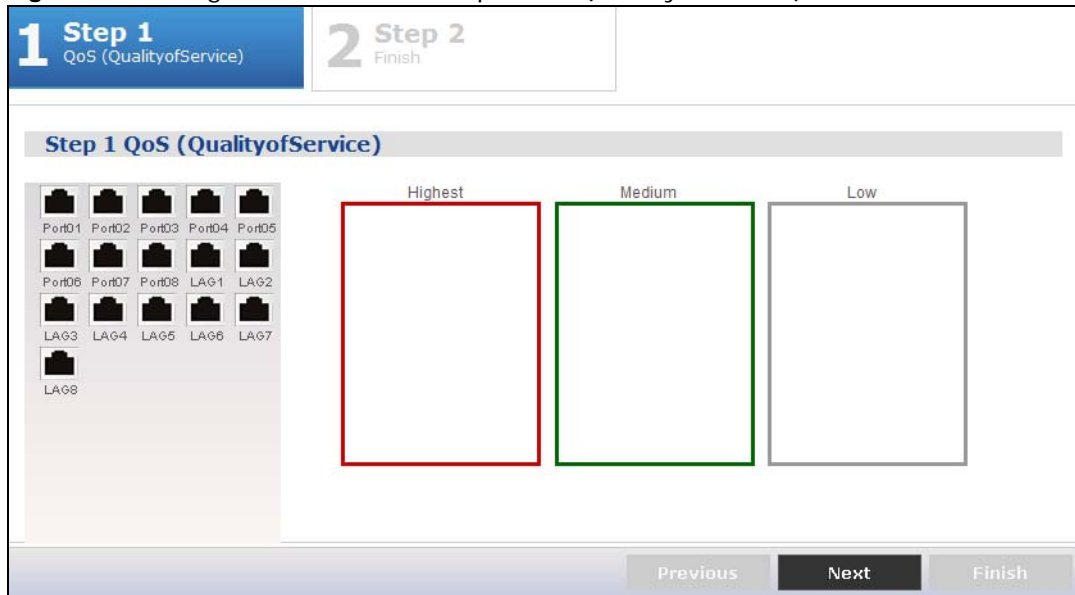 1 Step 1
QoS (QualityofService)
2 Step 2
Finish
Step 1 QoS (QualityofService)
Port01 Port02 Port03 Port04 Port05
Port06 Port07 Port08 LAG1 LAG2
LAG3 LAG4 LAG5 LAG6 LAG7
LAG8
Highest Medium Low
Previous Next Finish